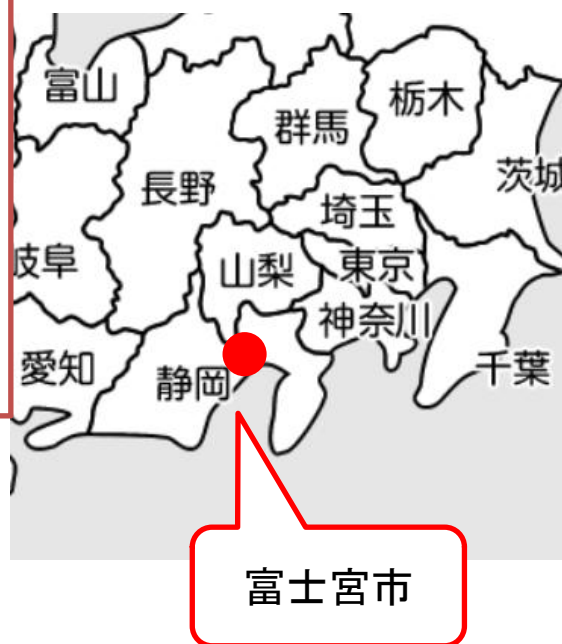 富山
群馬
栃木
長野
茨城
埼玉
岐阜
山梨
東京
神奈川
愛知
静岡
千葉
富士宮市